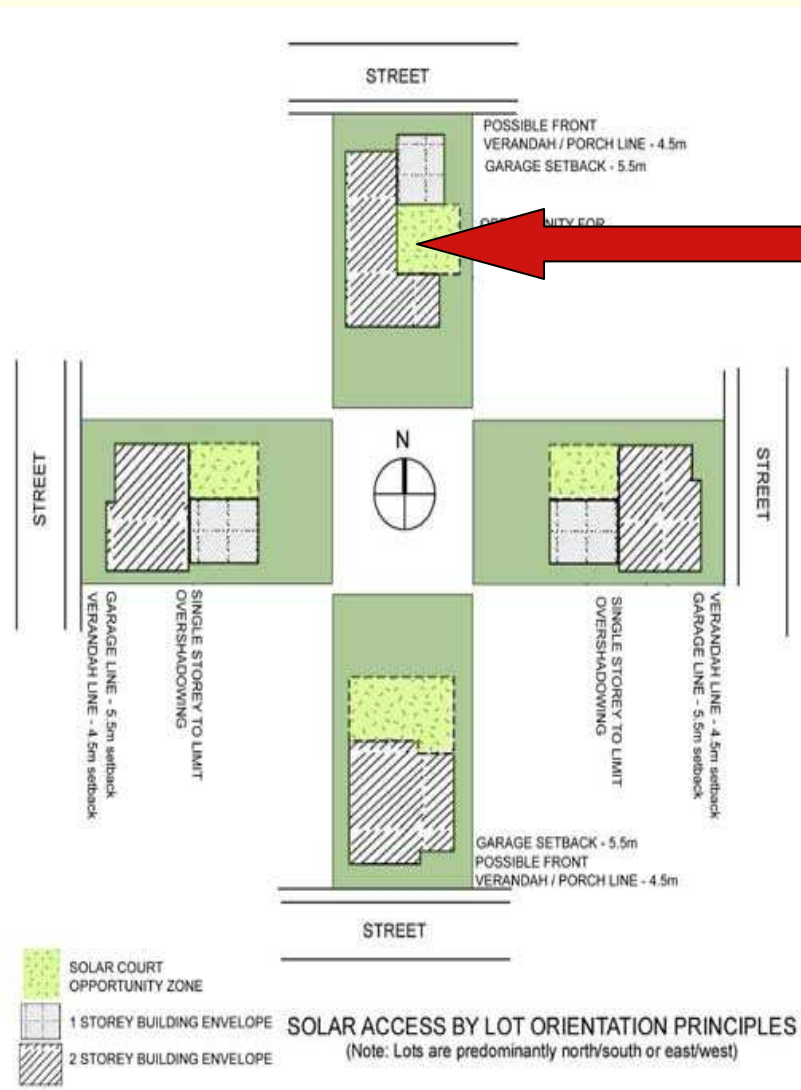 STREET
POSSIBLE FRONT
VERANDAH / PORCH LINE - 4.5m
GARAGE SETBACK - 5.5m
FOR
STREET
N
STREET
GARAGE LINE - 5.5m setback
VERANDAH LINE - 4.5m setback
SINGLE STOREY TO LIMIT
OVERSHADOWING
SINGLE STOREY TO LIMIT
OVERSHADOWING
VERANDAH LINE - 4.5m setback
GARAGE LINE - 5.5m setback
GARAGE SETBACK - 5.5m
POSSIBLE FRONT
VERANDAH / PORCH LINE - 4.5m
STREET
SOLAR COURT
OPPORTUNITY ZONE
1 STOREY BUILDING ENVELOPE
2 STOREY BUILDING ENVELOPE
SOLAR ACCESS BY LOT ORIENTATION PRINCIPLES
(Note: Lots are predominantly north/south or east/west)